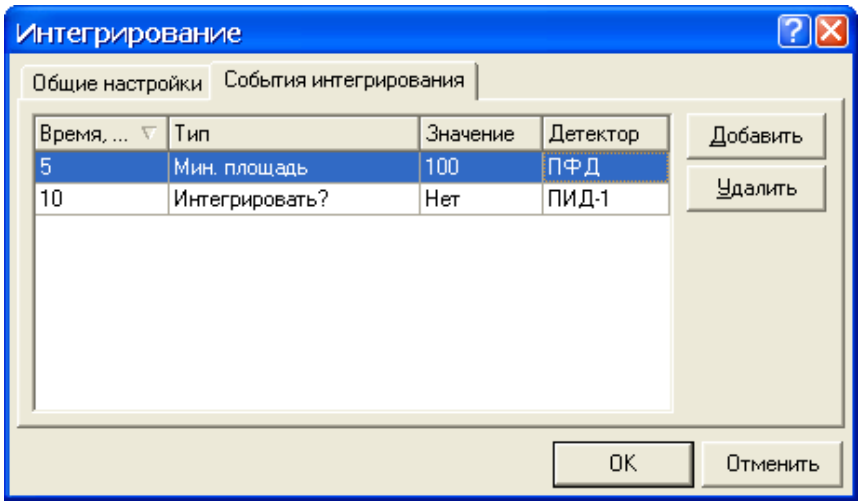 Интегрирование
Общие настройки События интегрирования
Время, ... Тип Значение Детектор
5 Мин. площадь 100 ПФД
10 Интегрировать? Нет ПИД-1
Добавить
Удалить
OK Отменить